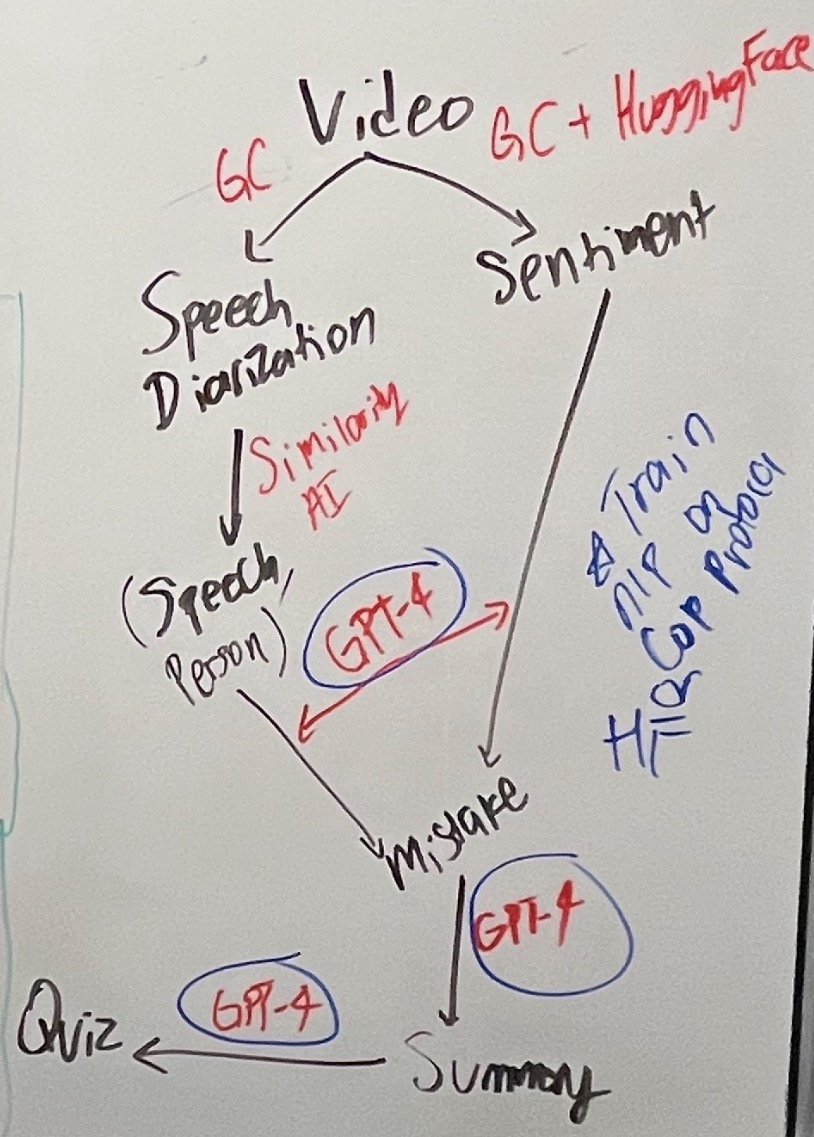 Video
GC
GC + HuggingFace
Speech
Diarization
Sentiment
Similarity
AI
(Speech,
Person)
GPT-4
* Train
nlp on
Cop Protocol
Mistake
GPT-4
Summary
GPT-4
Quiz